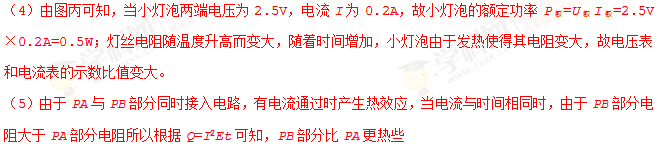 （4）由图丙可知，当小灯泡两端电压为 2.5V，电流 I 为 0.2A，故小灯泡的额定功率 P额=U额 I额=2.5V
×0.2A=0.5W；灯丝电阻随温度升高而变大，随着时间增加，小灯泡由于发热使得其电阻变大，故电压表
和电流表的示数比值变大。
（5）由于 PA 与 PB 部分同时接入电路，有电流通过时产生热效应，当电流与时间相同时，由于 PB 部分电
阻大于 PA 部分电阻所以根据 Q=I²Et 可知，PB 部分比 PA 更热些